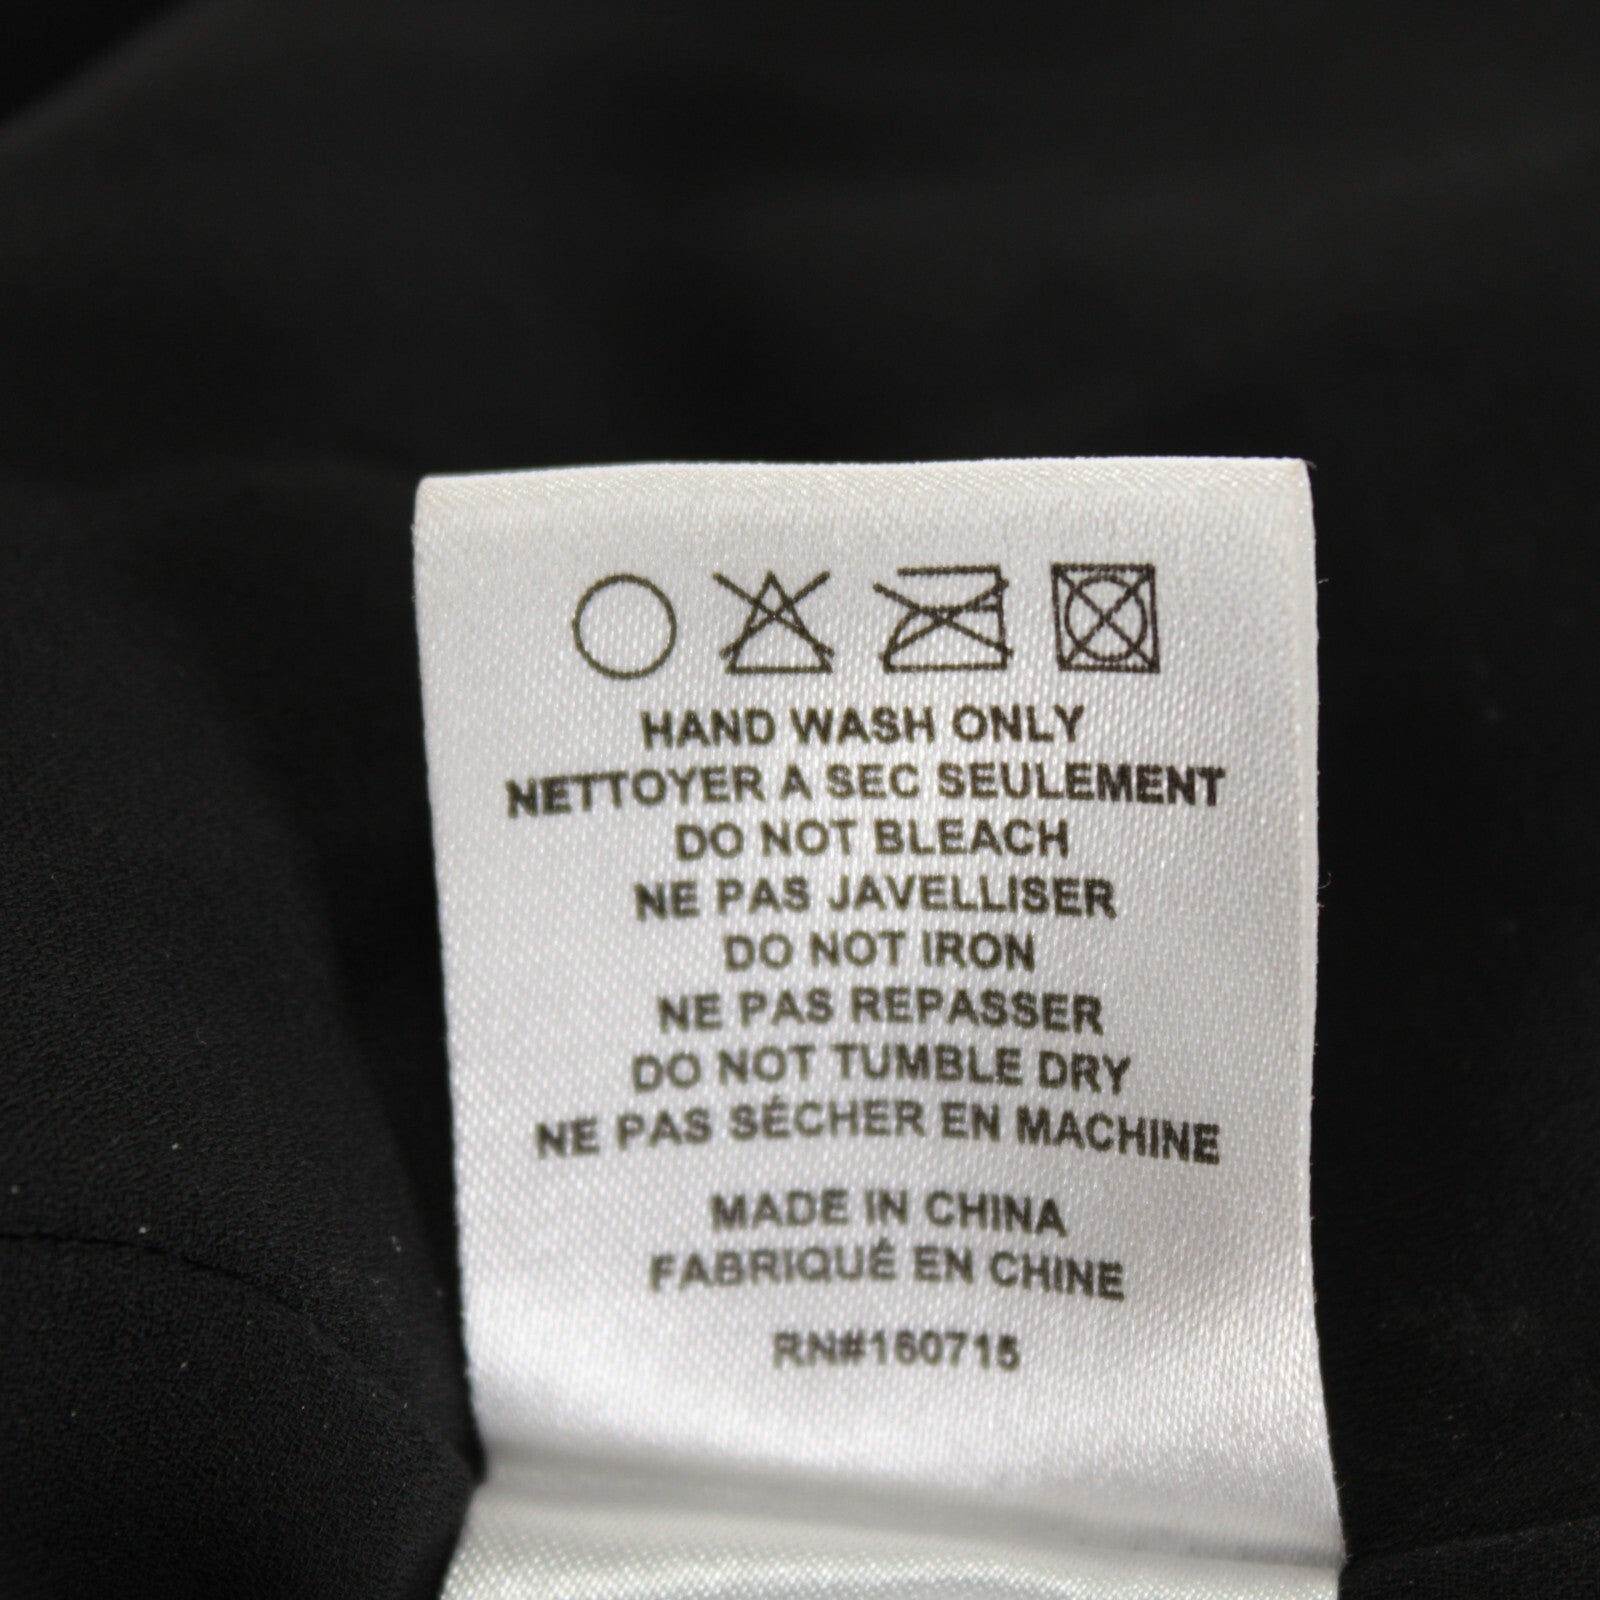 HAND WASH ONLY
NETTOYER A SEC SEULEMENT
DO NOT BLEACH
NE PAS JAVELLISER
DO NOT IRON
NE PAS REPASSER
DO NOT TUMBLE DRY
NE PAS SÉCHER EN MACHINE
MADE IN CHINA
FABRIQUÉ EN CHINE
RN#160715